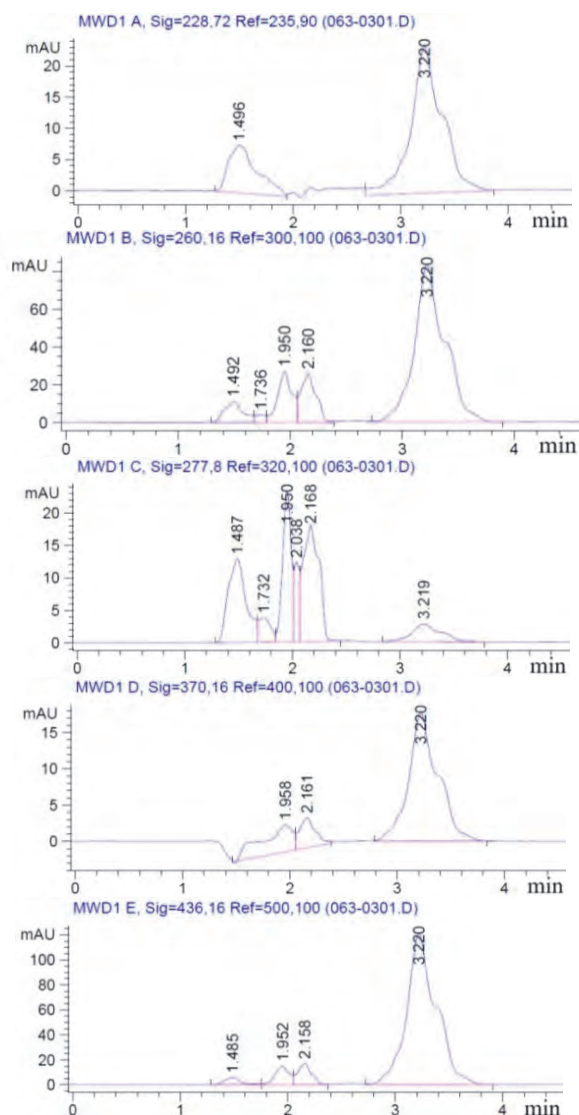 MWD1 A, Sig=228,72 Ref=235,90 (063-0301.D)
mAU
20
15
10
5
0
1.496
3.220
0 1 2 3 4 min
MWD1 B, Sig=260,16 Ref=300,100 (063-0301.D)
mAU
60
40
20
0
1.492
1.736
1.950
2.160
3.220
0 1 2 3 4 min
MWD1 C, Sig=277,8 Ref=320,100 (063-0301.D)
mAU
20
15
10
5
0
1.487
1.732
1.950
2.038
2.168
3.219
0 1 2 3 4 min
MWD1 D, Sig=370,16 Ref=400,100 (063-0301.D)
mAU
15
10
5
0
1.958
2.161
3.220
0 1 2 3 4 min
MWD1 E, Sig=436,16 Ref=500,100 (063-0301.D)
mAU
100
80
60
40
20
0
1.485
1.952
2.158
3.220
0 1 2 3 4 min